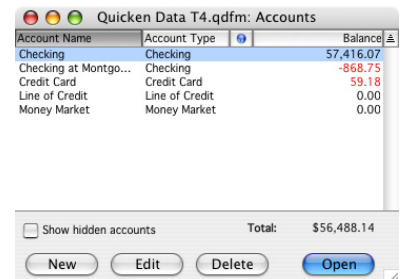 Quicken Data T4.qdfm: Accounts
Account Name Account Type Balance
Checking Checking 57,416.07
Checking at Montgo... Checking -868.75
Credit Card Credit Card 59.18
Line of Credit Line of Credit 0.00
Money Market Money Market 0.00
Show hidden accounts Total: $56,488.14
New Edit Delete Open